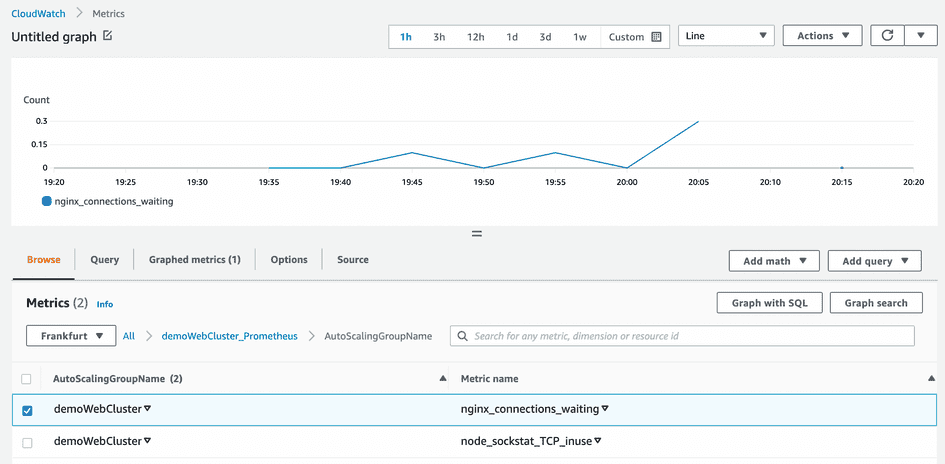 CloudWatch > Metrics
Untitled graph
1h 3h 12h 1d 3d 1w Custom Line Actions
Count
0.3
0.15
0
19:20 19:25 19:30 19:35 19:40 19:45 19:50 19:55 20:00 20:05 20:10 20:15 20:20
nginx_connections_waiting
Browse Query Graphed metrics (1) Options Source Add math Add query
Metrics (2) Info Graph with SQL Graph search
Frankfurt All > demoWebCluster_Prometheus > AutoScalingGroupName Search for any metric, dimension or resource id
AutoScalingGroupName (2) Metric name
demoWebCluster nginx_connections_waiting
demoWebCluster node_sockstat_TCP_inuse